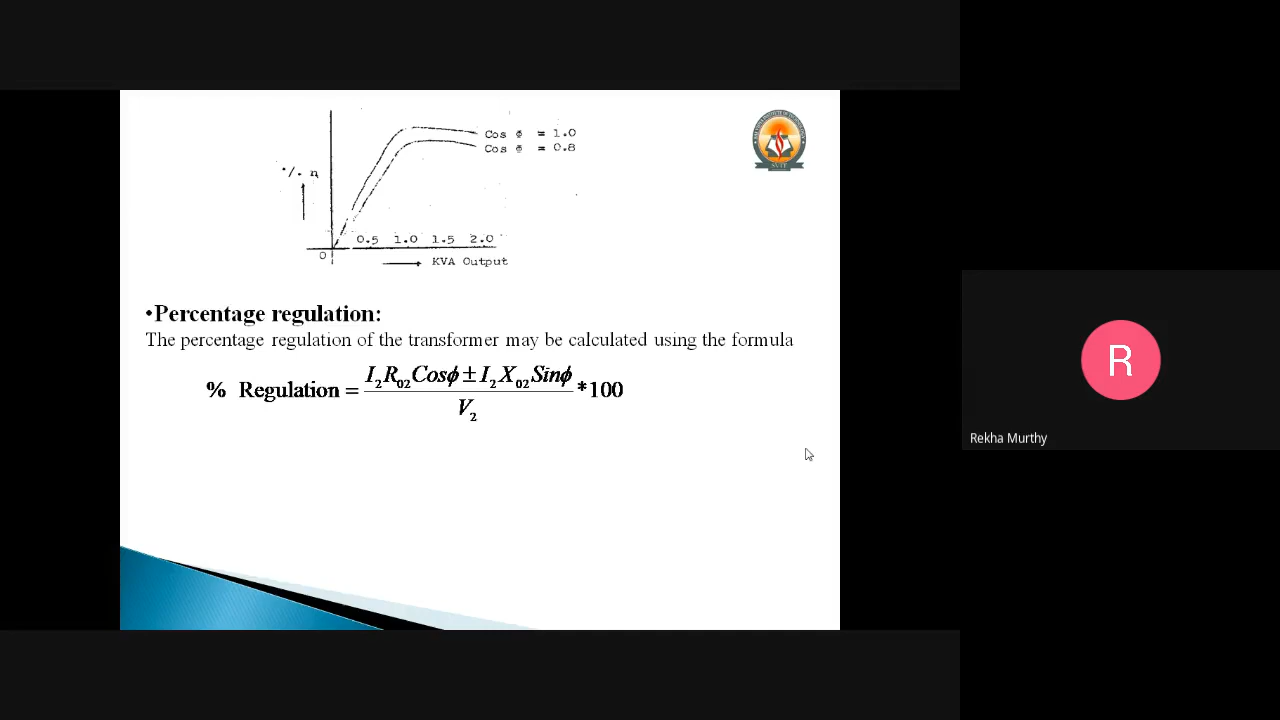 Cos Φ = 1.0
Cos Φ = 0.8
·/. η
0.5 1.0 1.5 2.0
0
KVA Output
•Percentage regulation:
The percentage regulation of the transformer may be calculated using the formula
% Regulation = (I₂R₀₂Cosϕ ± I₂X₀₂Sinϕ) / V₂ *100
R
Rekha Murthy